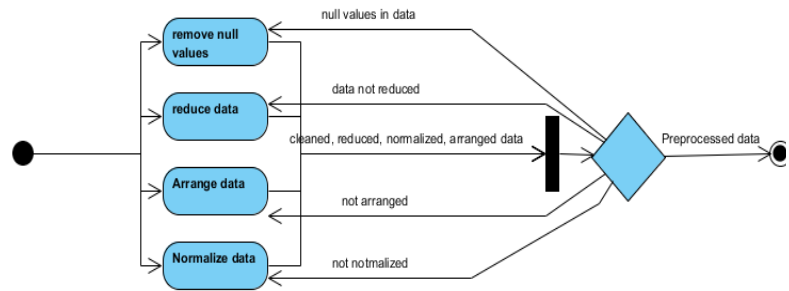 null values in data
remove null
values
data not reduced
reduce data
cleaned, reduced, normalized, arranged data
Preprocessed data
Arrange data
not arranged
Normalize data
not notmalized